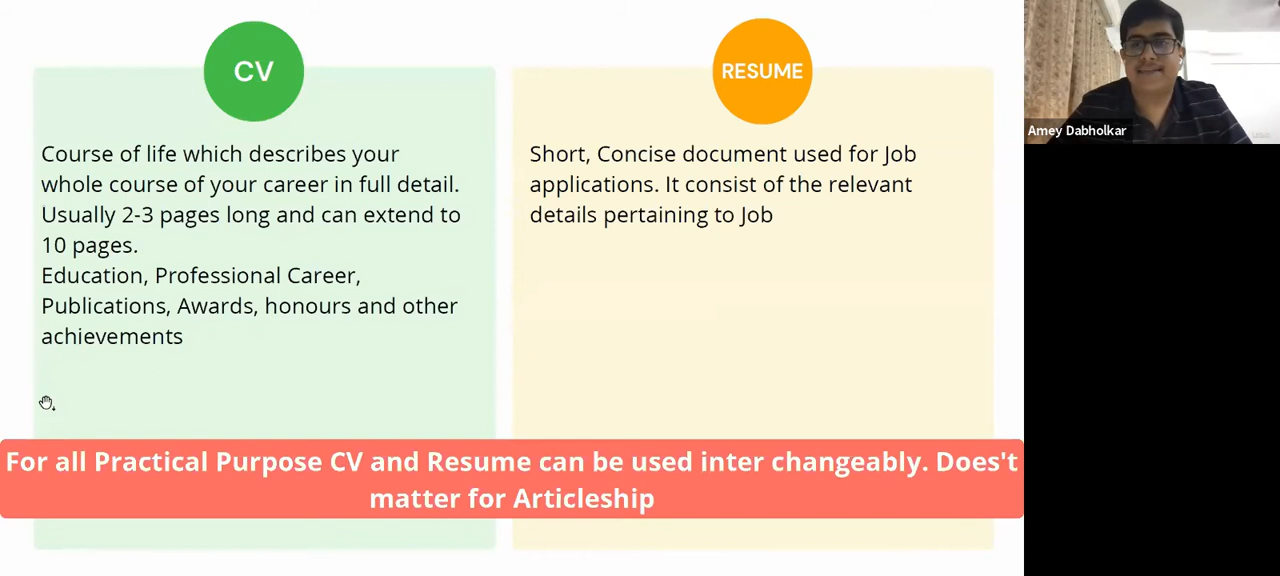 CV
Course of life which describes your
whole course of your career in full detail.
Usually 2-3 pages long and can extend to
10 pages.
Education, Professional Career,
Publications, Awards, honours and other
achievements
RESUME
Short, Concise document used for Job
applications. It consist of the relevant
details pertaining to Job
For all Practical Purpose CV and Resume can be used inter changeably. Does't
matter for Articleship
Amey Dabholkar